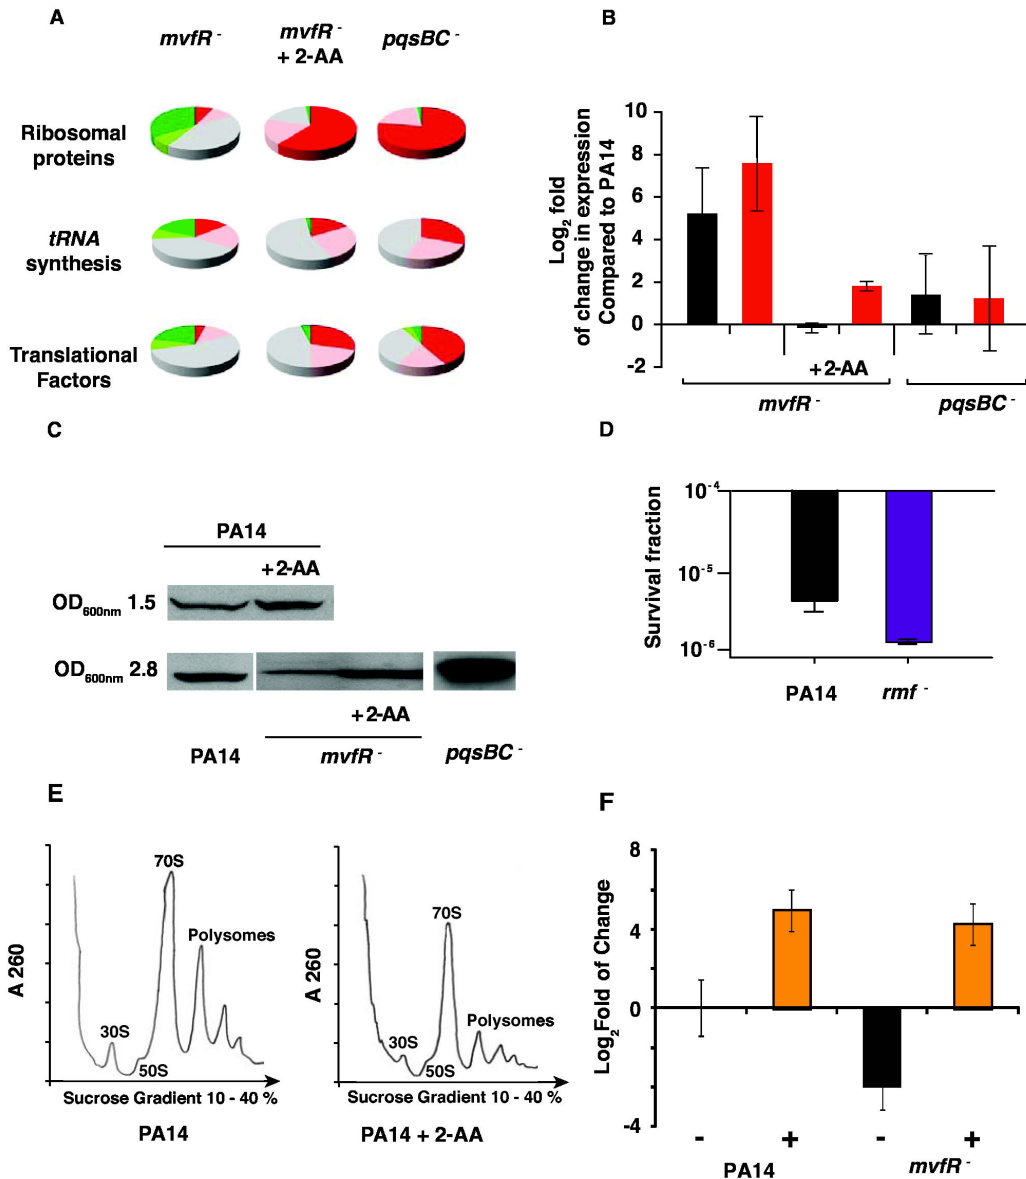 A
mvfR -
mvfR -
+ 2-AA
pqsBC -
Ribosomal
proteins
tRNA
synthesis
Translational
Factors
B
Log2 fold
of change in expression
Compared to PA14
10
8
6
4
2
0
-2
+2-AA
mvfR -
pqsBC -
C
PA14
+2-AA
OD600nm 1.5
OD600nm 2.8
+2-AA
PA14
mvfR -
pqsBC -
D
Survival fraction
10-4
10-5
10-6
PA14
rmf -
E
A 260
70S
Polysomes
30S
50S
Sucrose Gradient 10 - 40 %
PA14
A 260
70S
Polysomes
30S
50S
Sucrose Gradient 10 - 40 %
PA14 + 2-AA
F
Log2Fold of Change
8
4
0
-4
- + - +
PA14
mvfR -